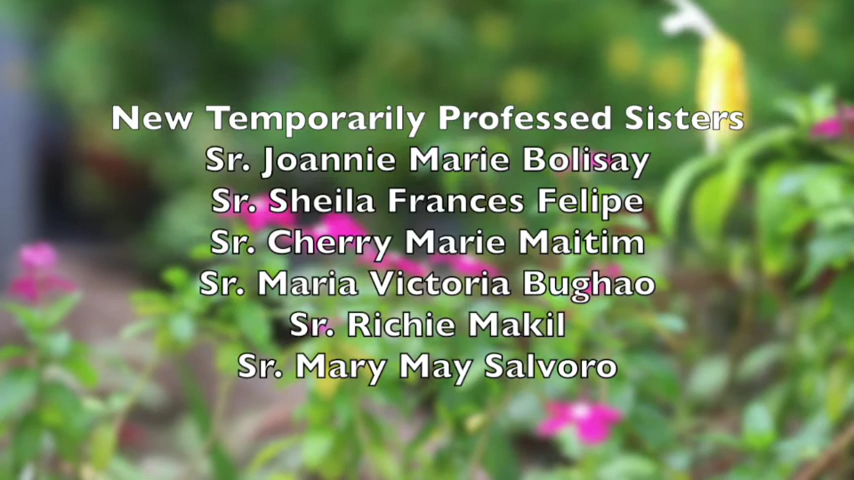 New Temporarily Professed Sisters
Sr. Joannie Marie Bolisay
Sr. Sheila Frances Felipe
Sr. Cherry Marie Maitim
Sr. Maria Victoria Bughao
Sr. Richie Makil
Sr. Mary May Salvoro